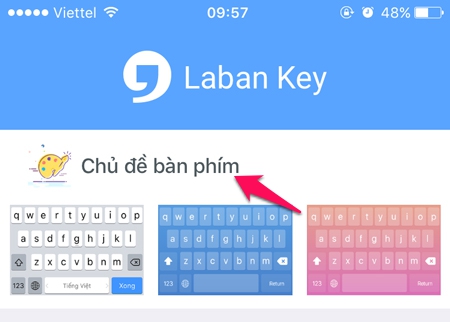 Viettel 09:57 48%
Laban Key
Chủ đề bàn phím
q w e r t y u i o p q w e r t y u i o p q w e r t y u i o p
a s d f g h j k l a s d f g h j k l a s d f g h j k l
z x c v b n m z x c v b n m z x c v b n m
123 Tiếng Việt Xong 123 Return 123 Return